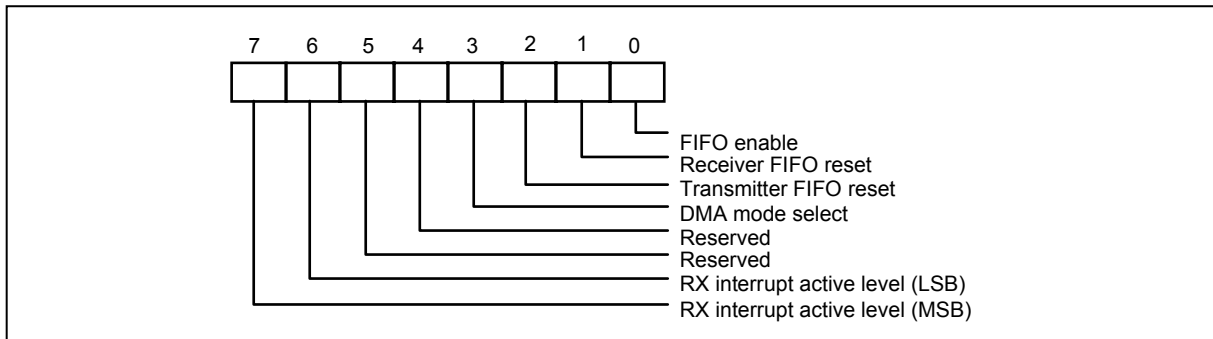 7 6 5 4 3 2 1 0
FIFO enable
Receiver FIFO reset
Transmitter FIFO reset
DMA mode select
Reserved
Reserved
RX interrupt active level (LSB)
RX interrupt active level (MSB)